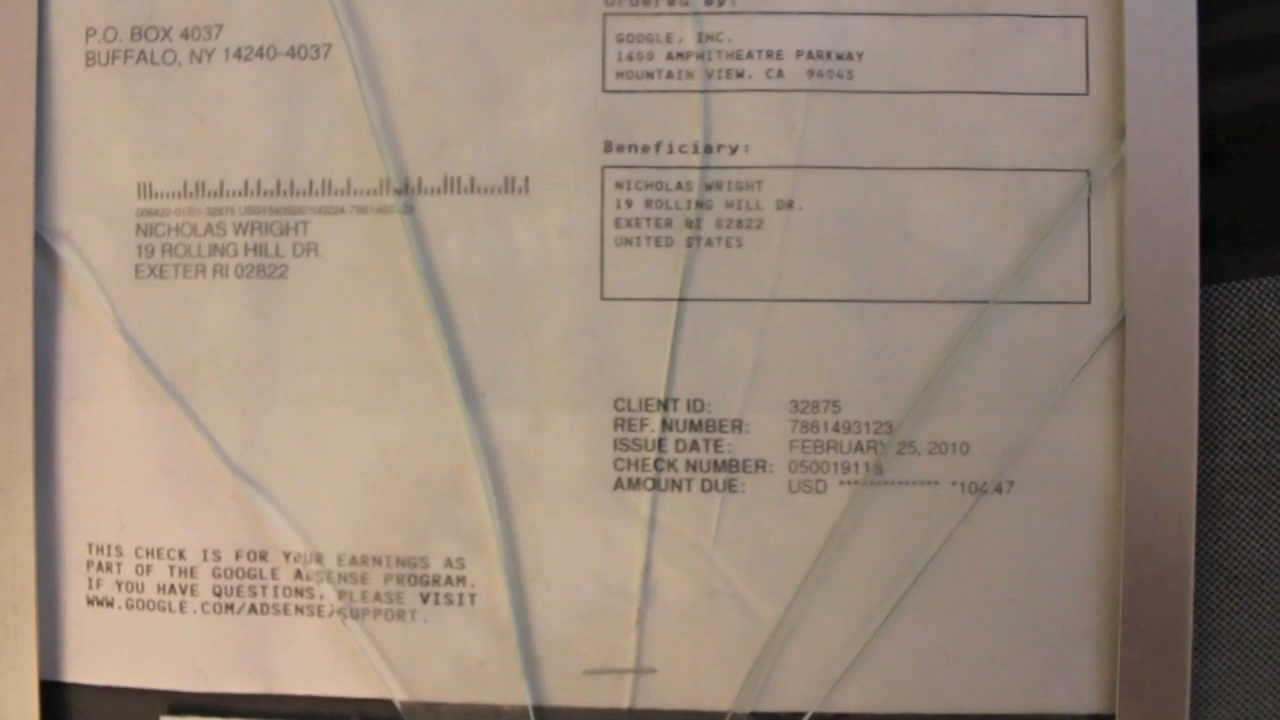 P.O. BOX 4037
BUFFALO, NY 14240-4037
Ordered by:
GOOGLE, INC.
1600 AMPHITHEATRE PARKWAY
MOUNTAIN VIEW, CA 94043
Beneficiary:
NICHOLAS WRIGHT
19 ROLLING HILL DR.
EXETER RI 02822
UNITED STATES
NICHOLAS WRIGHT
19 ROLLING HILL DR.
EXETER RI 02822
CLIENT ID: 32875
REF. NUMBER: 7861493123
ISSUE DATE: FEBRUARY 25, 2010
CHECK NUMBER: 050019118
AMOUNT DUE: USD ************** *104.47
THIS CHECK IS FOR YOUR EARNINGS AS
PART OF THE GOOGLE ADSENSE PROGRAM.
IF YOU HAVE QUESTIONS, PLEASE VISIT
WWW.GOOGLE.COM/ADSENSE/SUPPORT.